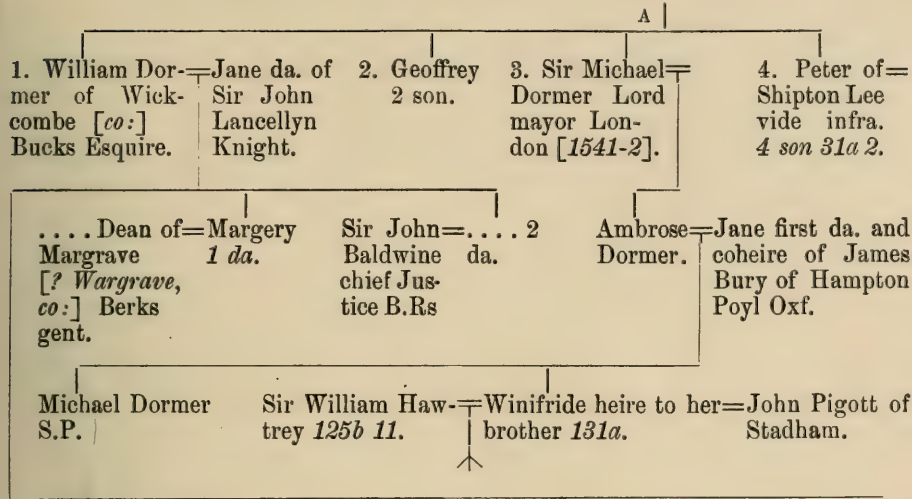 A
1. William Dor-
mer of Wick-
combe [co:]
Bucks Esquire.
Jane da. of
Sir John
Lancellyn
Knight.
2. Geoffrey
2 son.
3. Sir Michael
Dormer Lord
mayor Lon-
don [1541-2].
4. Peter of
Shipton Lee
vide infra.
4 son 31a 2.
.... Dean of
Margrave
[? Wargrave,
co:] Berks
gent.
Margery
1 da.
Sir John
Baldwine
chief Jus-
tice B.Rs
.... 2
da.
Ambrose
Dormer.
Jane first da. and
coheire of James
Bury of Hampton
Poyl Oxf.
Michael Dormer
S.P.
Sir William Haw-
trey 125b 11.
Winifride heire to her
brother 131a.
John Pigott of
Stadham.